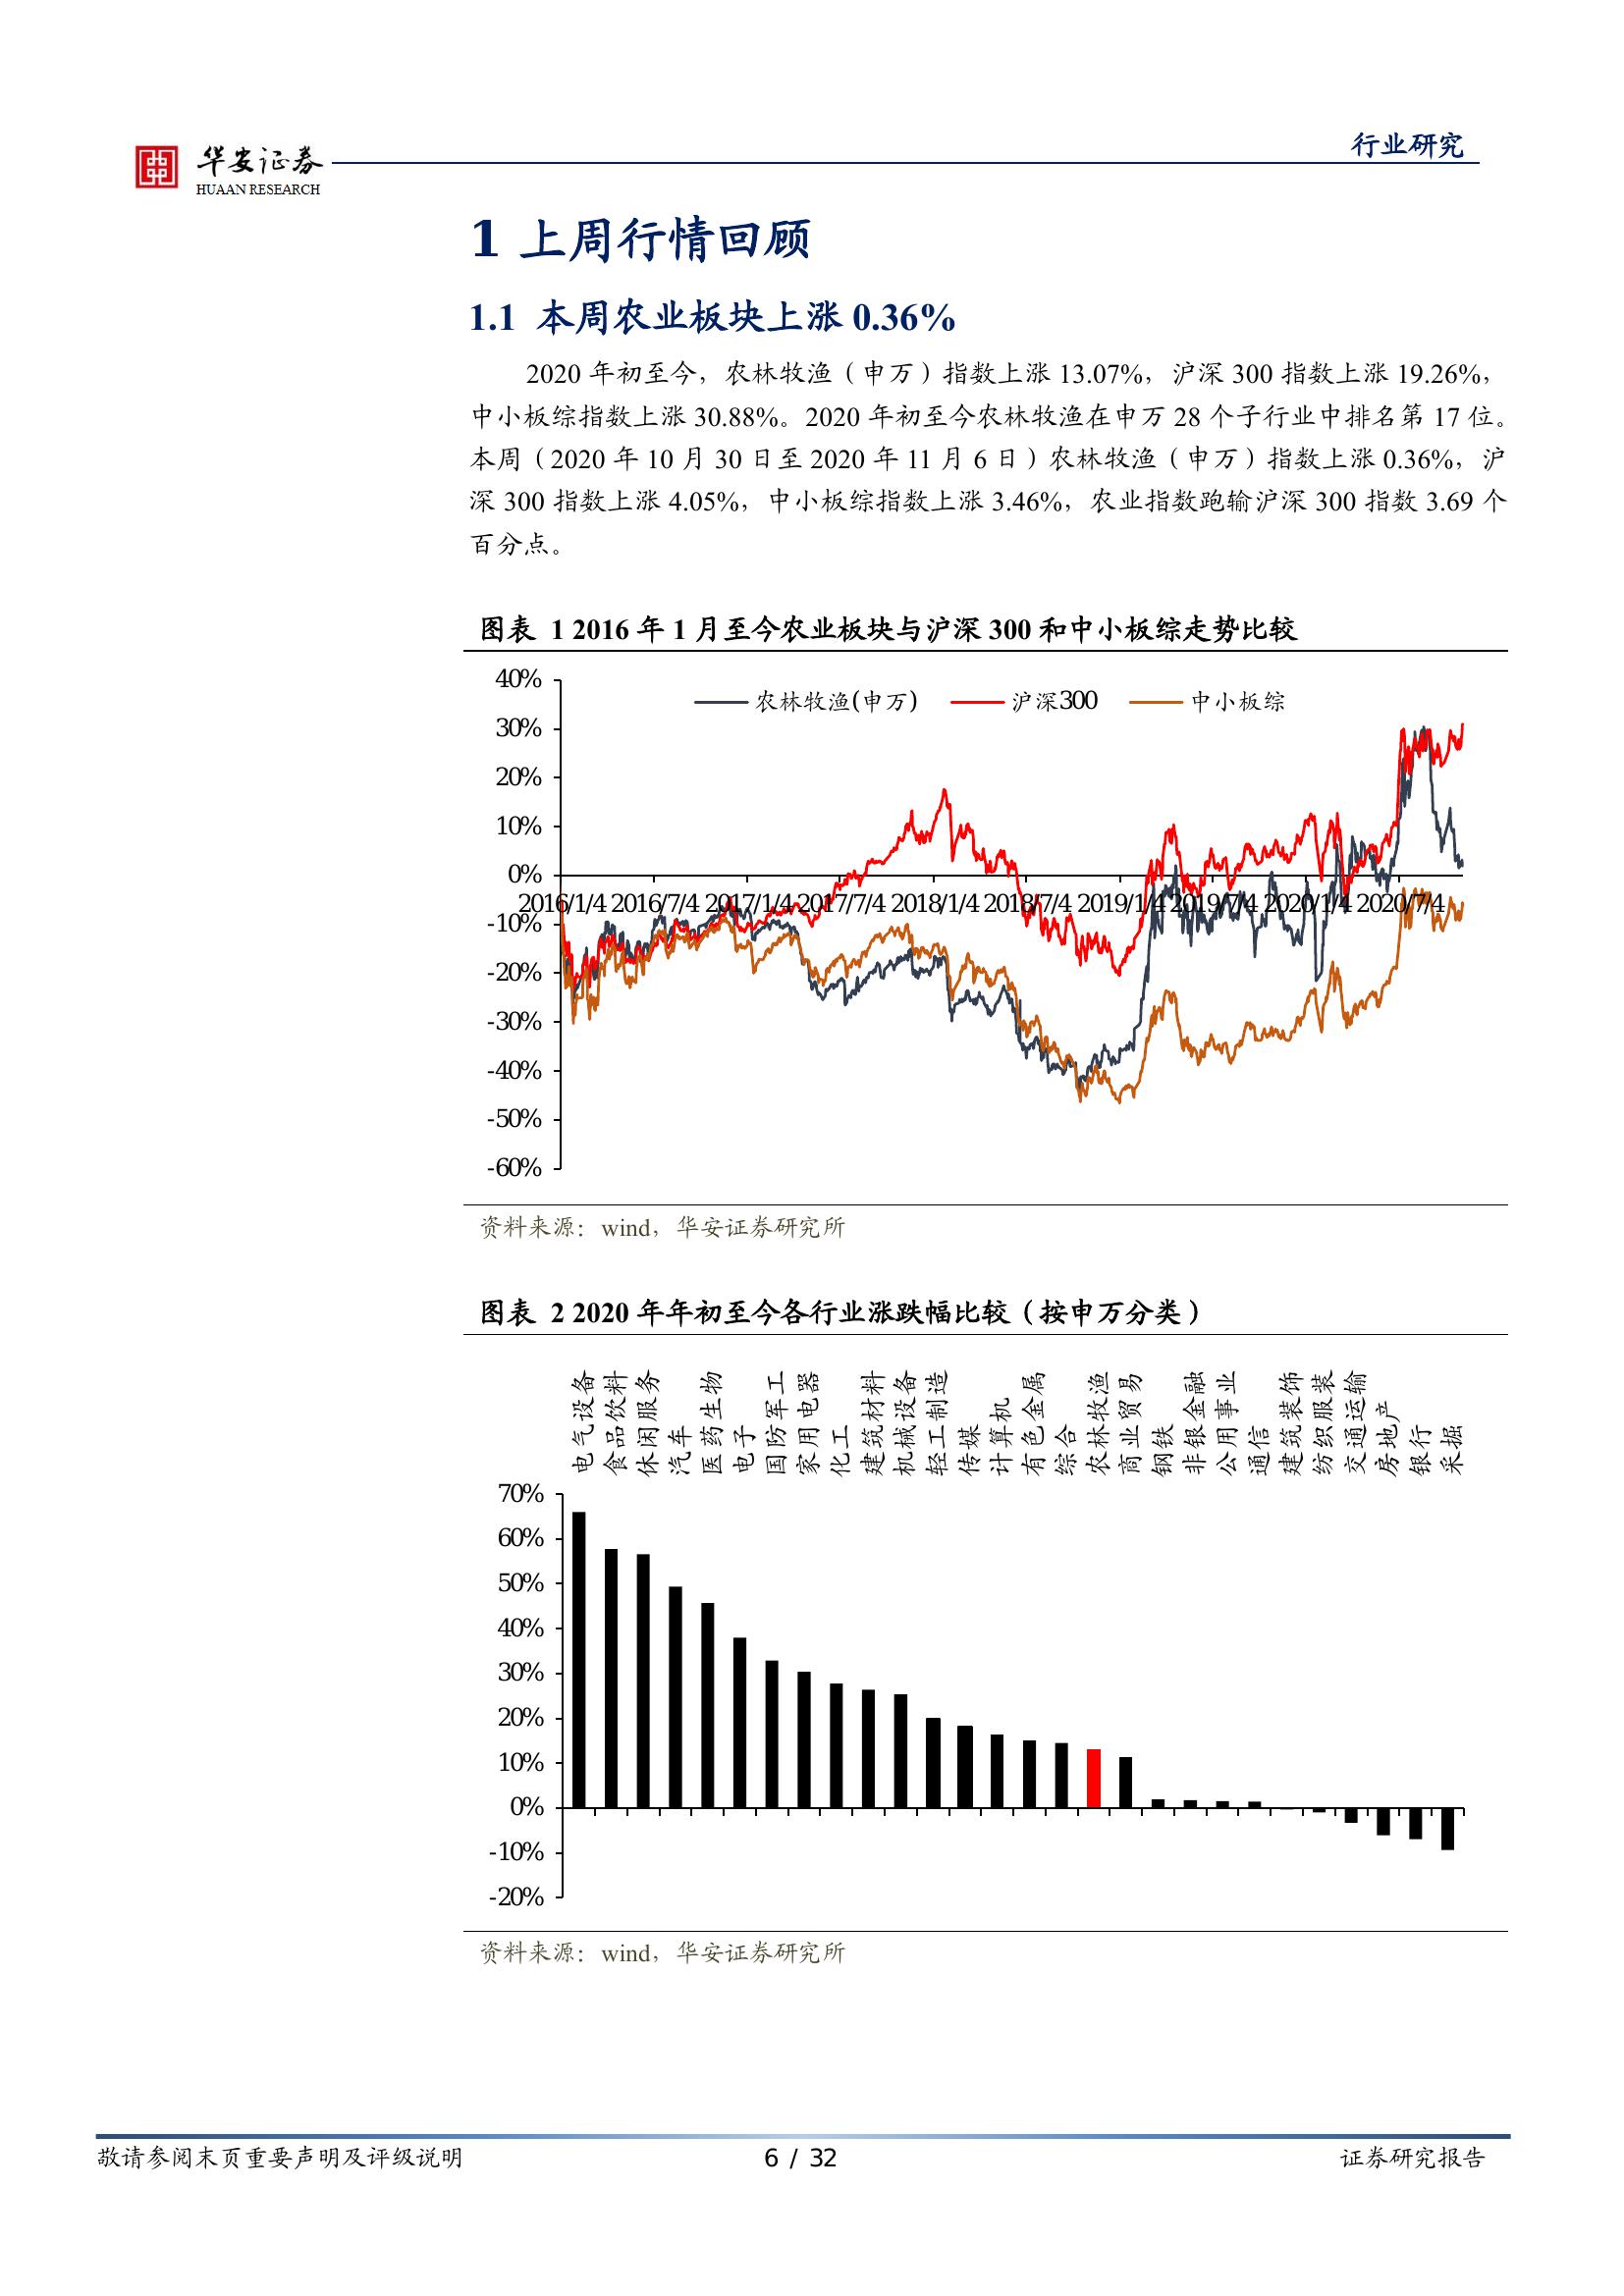 华安证券
HUAAN RESEARCH
行业研究
1 上周行情回顾
1.1 本周农业板块上涨 0.36%
2020 年初至今，农林牧渔（申万）指数上涨 13.07%，沪深 300 指数上涨 19.26%，
中小板综指数上涨 30.88%。2020 年初至今农林牧渔在申万 28 个子行业中排名第 17 位。
本周（2020 年 10 月 30 日至 2020 年 11 月 6 日）农林牧渔（申万）指数上涨 0.36%，沪
深 300 指数上涨 4.05%，中小板综指数上涨 3.46%，农业指数跑输沪深 300 指数 3.69 个
百分点。
图表 1 2016 年 1 月至今农业板块与沪深 300 和中小板综走势比较
农林牧渔(申万) 沪深300 中小板综
40%
30%
20%
10%
0%
-10%
-20%
-30%
-40%
-50%
-60%
2016/1/4 2016/7/4 2017/1/4 2017/7/4 2018/1/4 2018/7/4 2019/1/4 2019/7/4 2020/1/4 2020/7/4
资料来源：wind，华安证券研究所
图表 2 2020 年年初至今各行业涨跌幅比较（按申万分类）
电气设备
食品饮料
休闲服务
汽车
医药生物
电子
国防军工
家用电器
化工
建筑材料
机械设备
轻工制造
传媒
计算机
有色金属
综合
农林牧渔
商业贸易
钢铁
非银金融
公用事业
通信
建筑装饰
纺织服装
交通运输
房地产
银行
采掘
70%
60%
50%
40%
30%
20%
10%
0%
-10%
-20%
资料来源：wind，华安证券研究所
敬请参阅末页重要声明及评级说明
6 / 32
证券研究报告